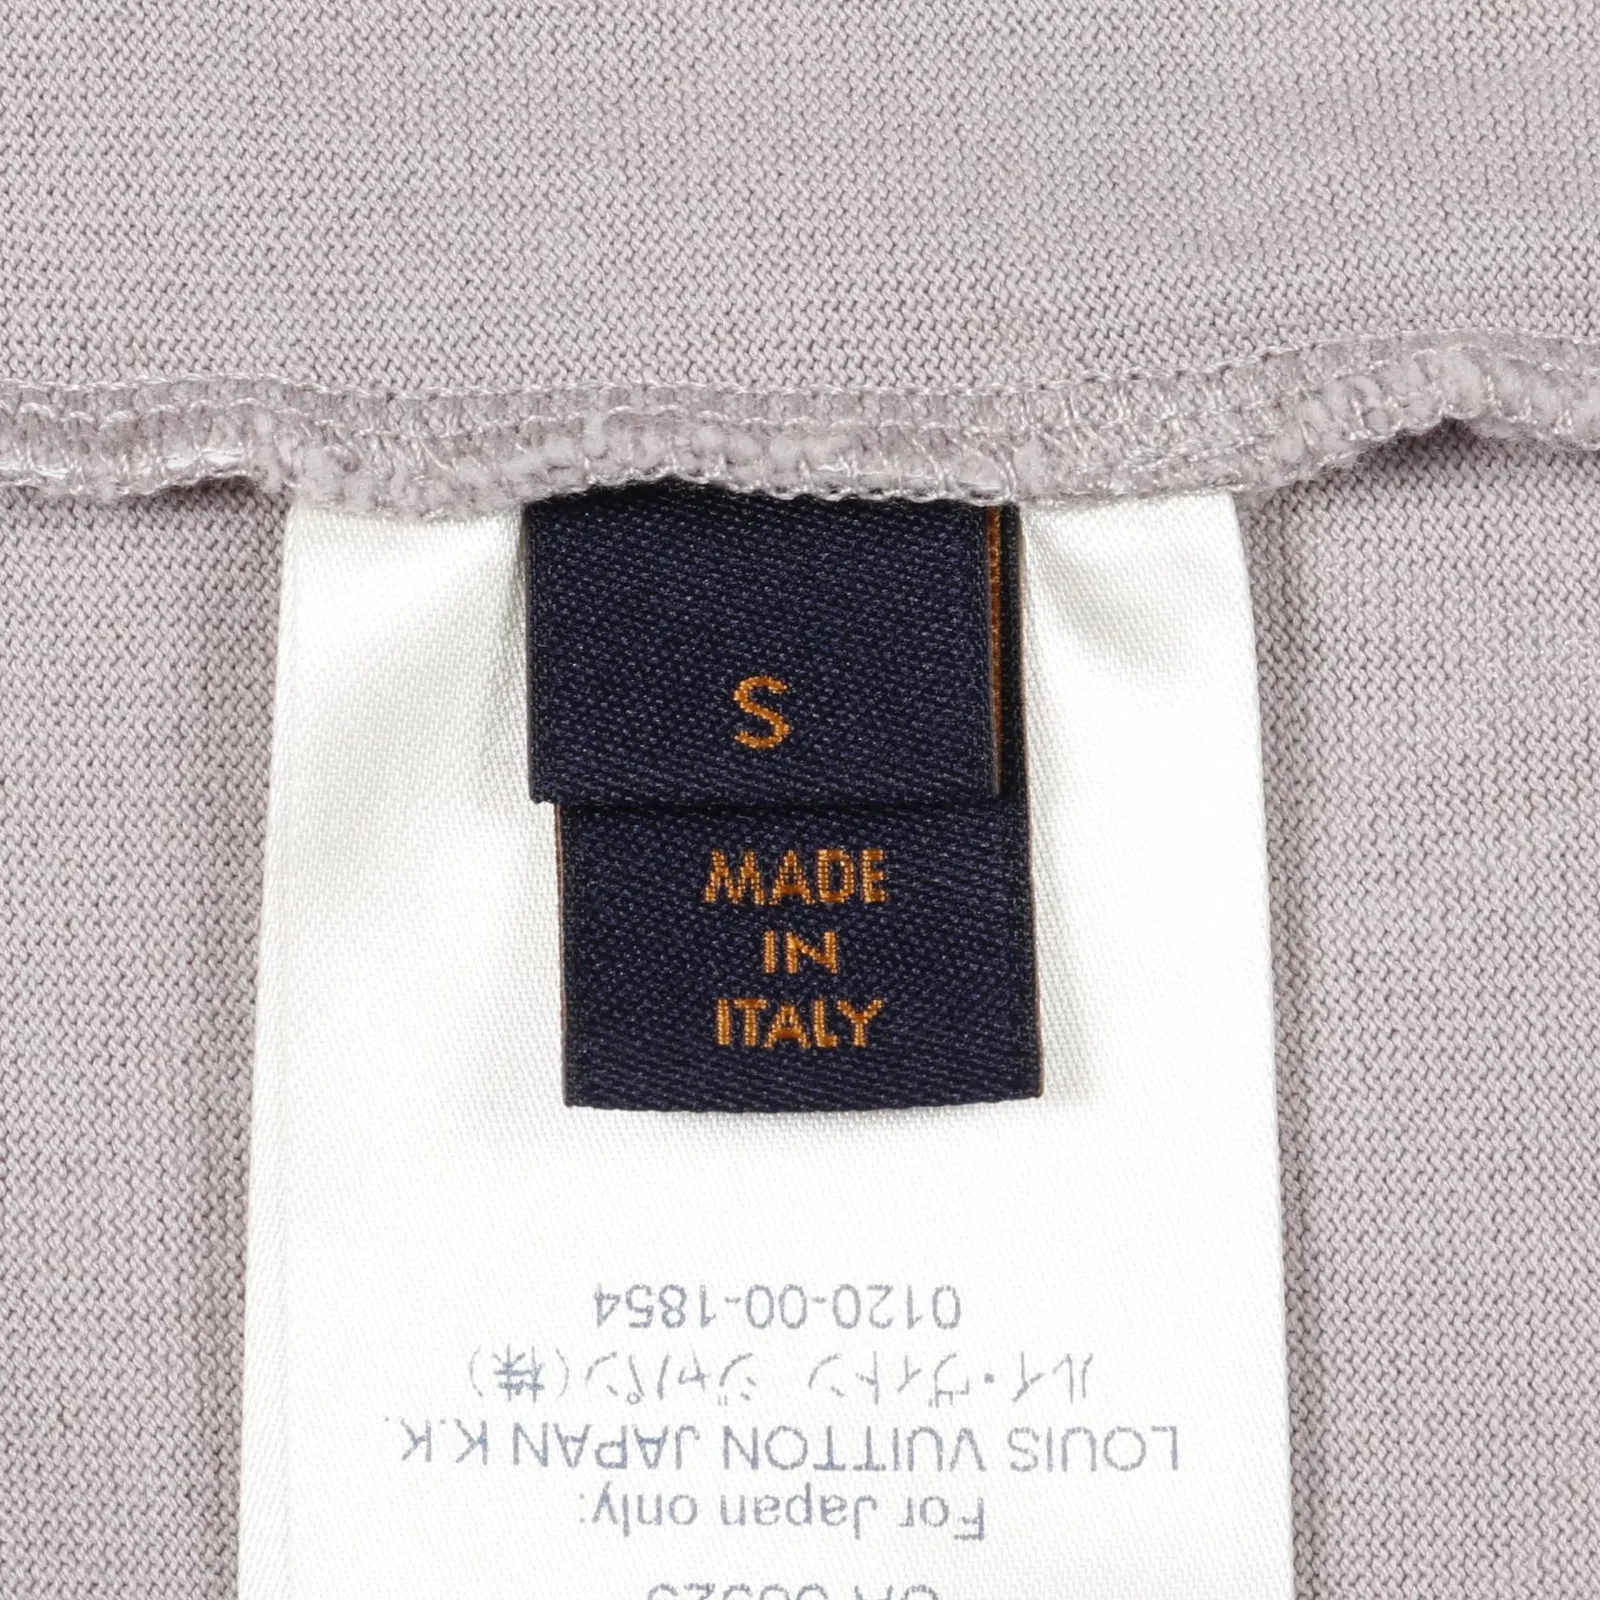 S
MADE
IN
ITALY
For Japan only:
LOUIS VUITTON JAPAN K.K.
ルイ・ヴィトン ジャパン(株)
0120-00-1854